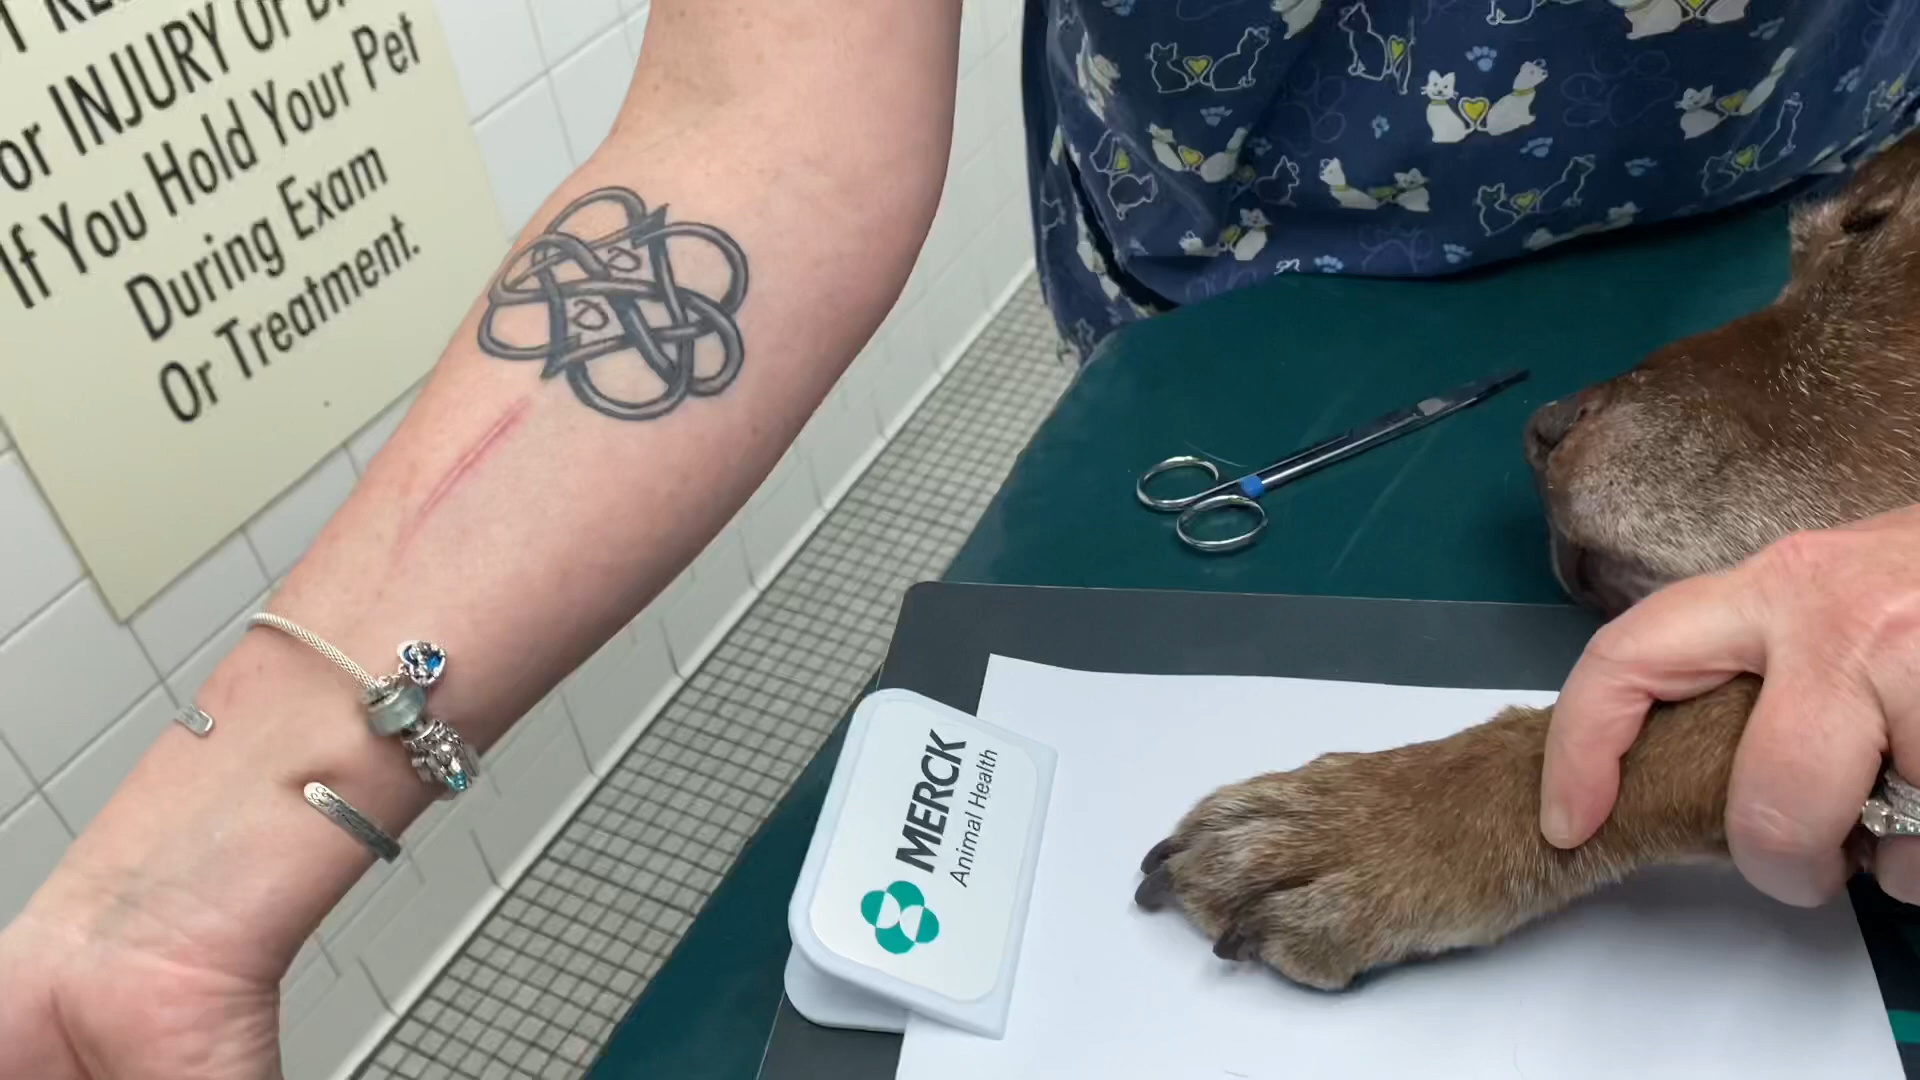 or INJURY
If You Hold Your Pet
During Exam
Or Treatment.
MERCK
Animal Health